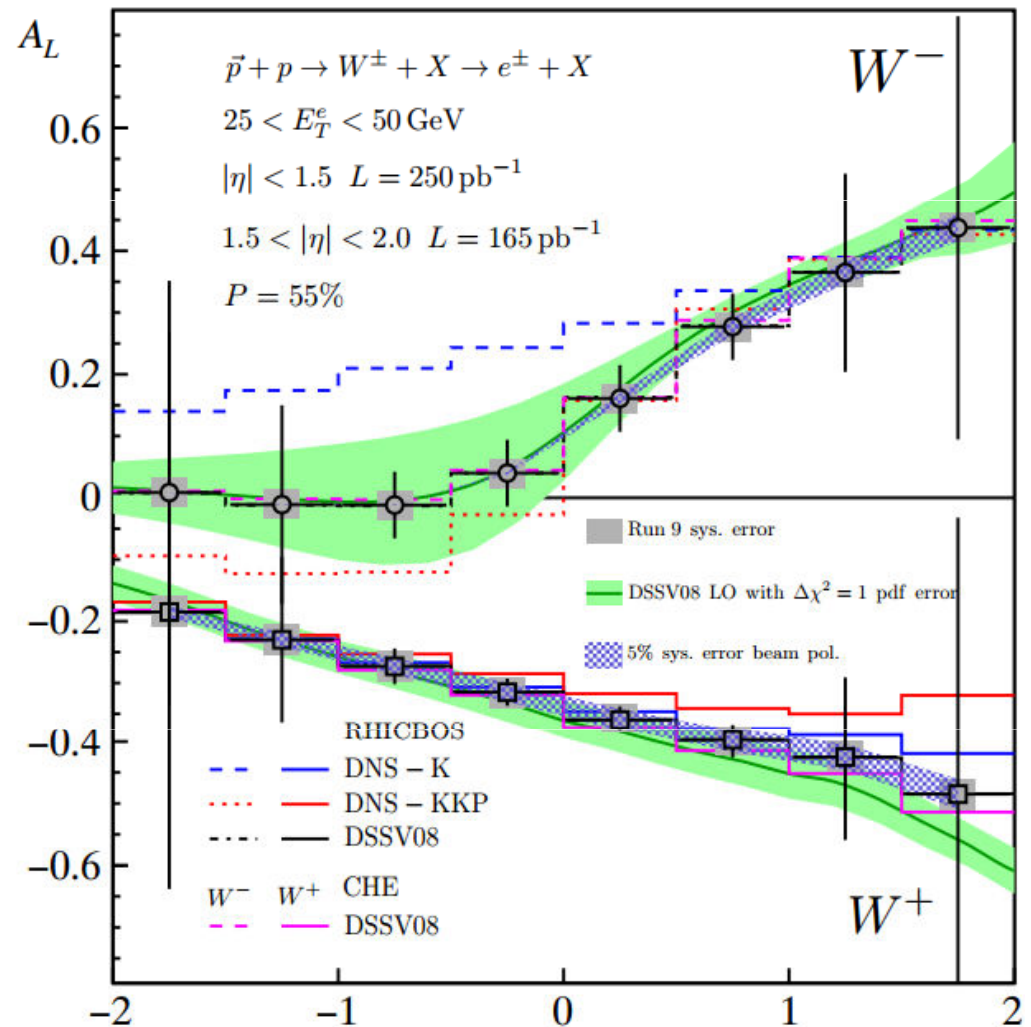 A_L
W^−
p⃗ + p → W^± + X → e^± + X
25 < E_T^e < 50 GeV
|η| < 1.5 L = 250 pb^−1
1.5 < |η| < 2.0 L = 165 pb^−1
P = 55%
0.6
0.4
0.2
0
−0.2
−0.4
−0.6
Run 9 sys. error
DSSV08 LO with Δχ² = 1 pdf error
5% sys. error beam pol.
RHICBOS
DNS − K
DNS − KKP
DSSV08
W^− W^+ CHE
DSSV08
W^+
−2 −1 0 1 2